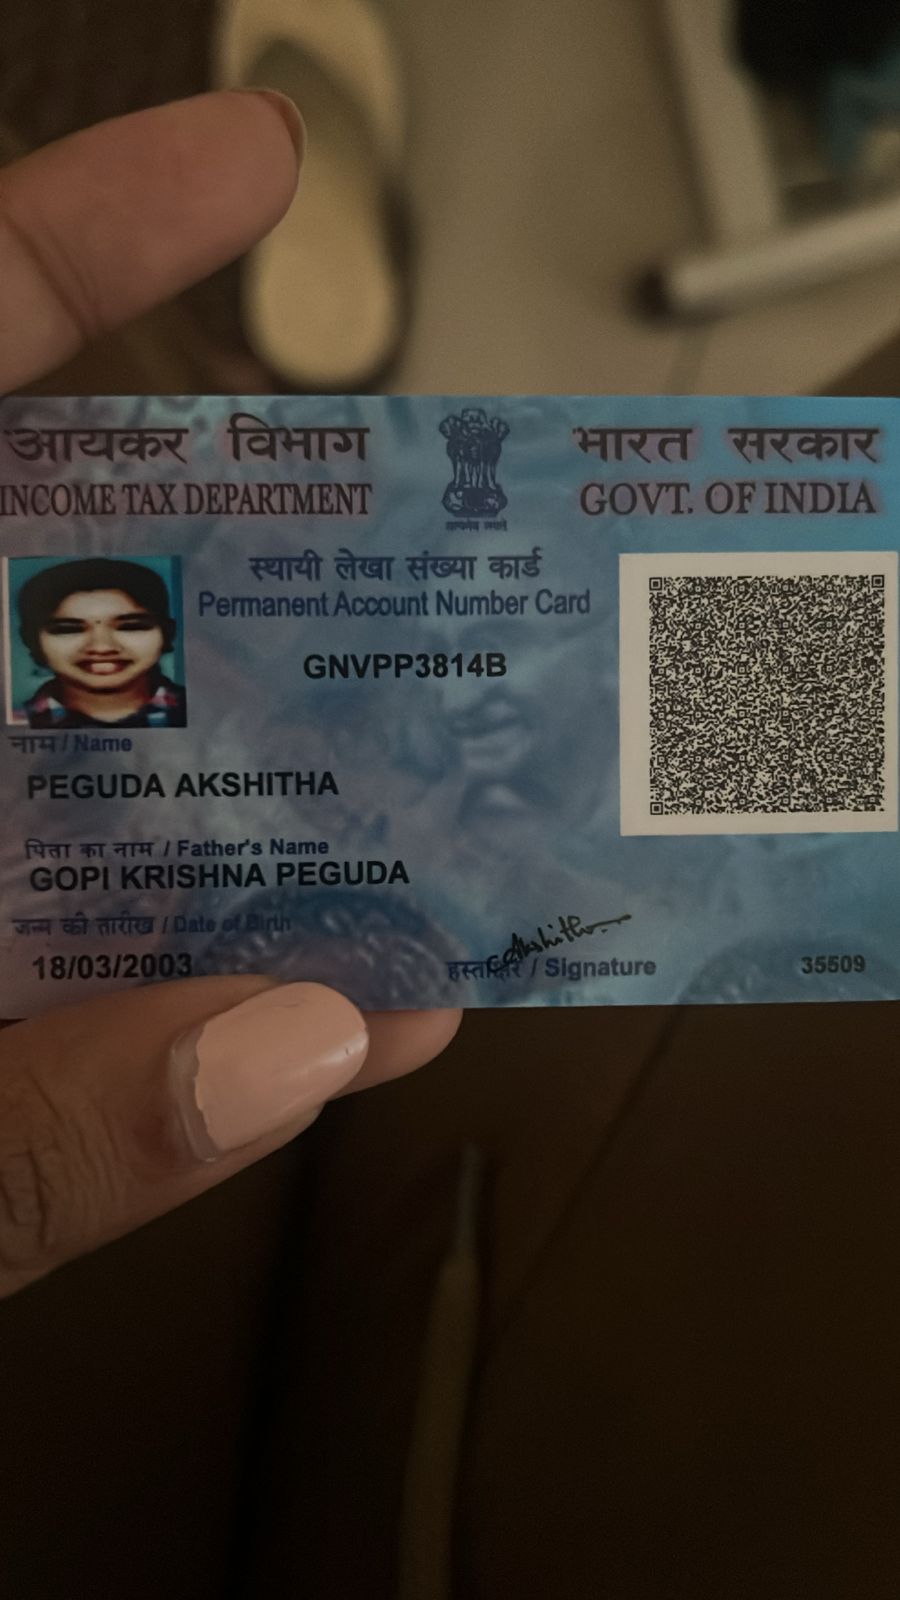 आयकर विभाग
INCOME TAX DEPARTMENT
भारत सरकार
GOVT. OF INDIA
सत्यमेव जयते
स्थायी लेखा संख्या कार्ड
Permanent Account Number Card
GNVPP3814B
नाम / Name
PEGUDA AKSHITHA
पिता का नाम / Father's Name
GOPI KRISHNA PEGUDA
जन्म की तारीख / Date of Birth
18/03/2003
Akshitha
हस्ताक्षर / Signature
35509